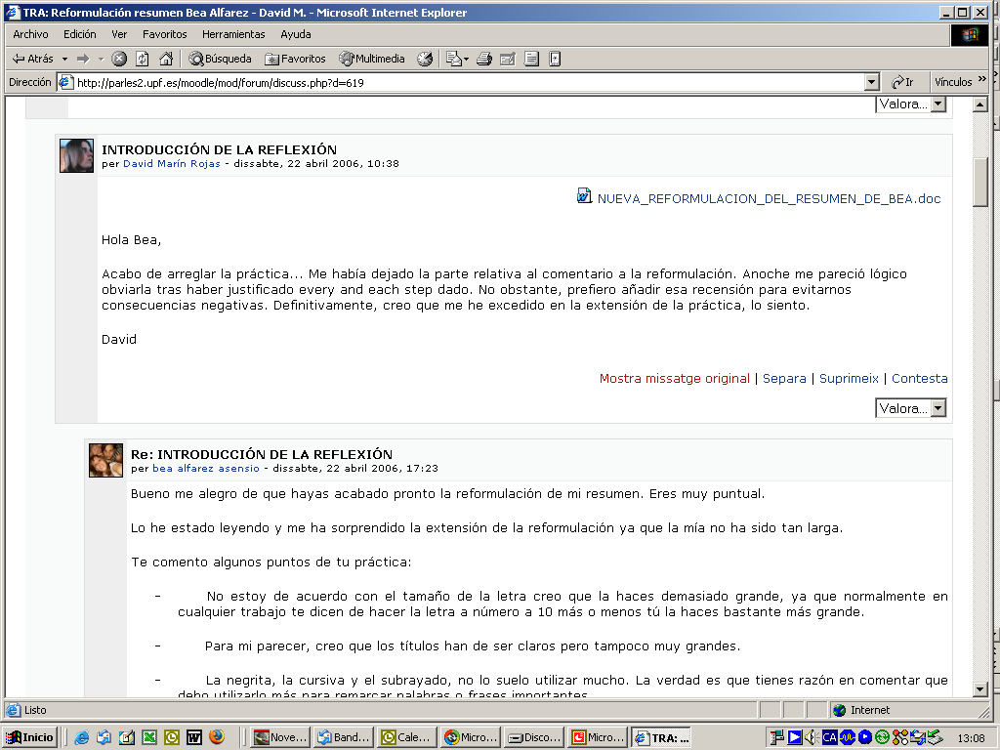 TRA: Reformulación resumen Bea Alfarez - David M. - Microsoft Internet Explorer
Archivo Edición Ver Favoritos Herramientas Ayuda
Atrás Búsqueda Favoritos Multimedia
Dirección http://parles2.upf.es/moodle/mod/forum/discuss.php?d=619 Ir Vínculos »
Valora...
INTRODUCCIÓN DE LA REFLEXIÓN
per David Marín Rojas - dissabte, 22 abril 2006, 10:38
NUEVA_REFORMULACION_DEL_RESUMEN_DE_BEA.doc
Hola Bea,
Acabo de arreglar la práctica... Me había dejado la parte relativa al comentario a la reformulación. Anoche me pareció lógico
obviarla tras haber justificado every and each step dado. No obstante, prefiero añadir esa recensión para evitarnos
consecuencias negativas. Definitivamente, creo que me he excedido en la extensión de la práctica, lo siento.
David
Mostra missatge original | Separa | Suprimeix | Contesta
Valora...
Re: INTRODUCCIÓN DE LA REFLEXIÓN
per bea alfarez asensio - dissabte, 22 abril 2006, 17:23
Bueno me alegro de que hayas acabado pronto la reformulación de mi resumen. Eres muy puntual.
Lo he estado leyendo y me ha sorprendido la extensión de la reformulación ya que la mía no ha sido tan larga.
Te comento algunos puntos de tu práctica:
- No estoy de acuerdo con el tamaño de la letra creo que la haces demasiado grande, ya que normalmente en
cualquier trabajo te dicen de hacer la letra a número a 10 más o menos tú la haces bastante más grande.
- Para mi parecer, creo que los títulos han de ser claros pero tampoco muy grandes.
- La negrita, la cursiva y el subrayado, no lo suelo utilizar mucho. La verdad es que tienes razón en comentar que
debo utilizarlo más para remarcar palabras o frases importantes.
Listo Internet
Inicio Nove... Band... Cale... Micro... Disco... Micro... TRA: ... CA 13:08